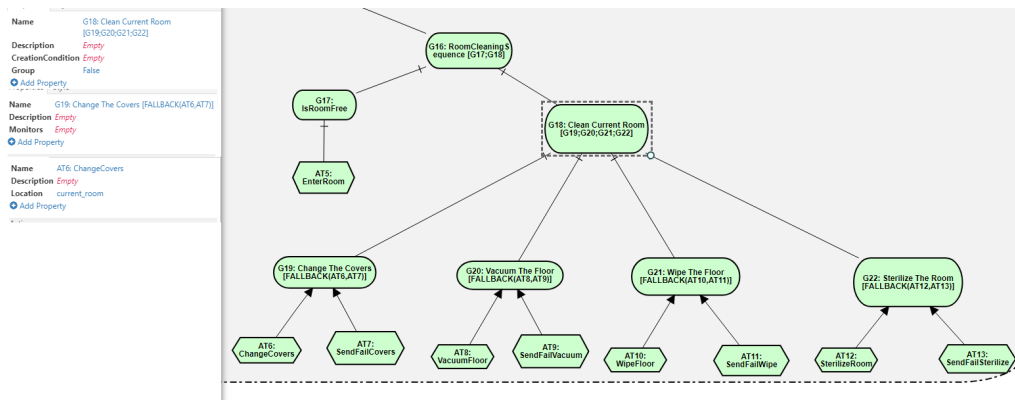 Name G18: Clean Current Room
[G19;G20;G21;G22]
Description Empty
CreationCondition Empty
Group False
Add Property
Name G19: Change The Covers [FALLBACK(AT6,AT7)]
Description Empty
Monitors Empty
Add Property
Name AT6: ChangeCovers
Description Empty
Location current_room
Add Property
G16: RoomCleaningS
equence [G17;G18]
G17:
IsRoomFree
G18: Clean Current Room
[G19;G20;G21;G22]
AT5:
EnterRoom
G19: Change The Covers
[FALLBACK(AT6,AT7)]
G20: Vacuum The Floor
[FALLBACK(AT8,AT9)]
G21: Wipe The Floor
[FALLBACK(AT10,AT11)]
G22: Sterilize The Room
[FALLBACK(AT12,AT13)]
AT6:
ChangeCovers
AT7:
SendFailCovers
AT8:
VacuumFloor
AT9:
SendFailVacuum
AT10:
WipeFloor
AT11:
SendFailWipe
AT12:
SterilizeRoom
AT13:
SendFailSterilize